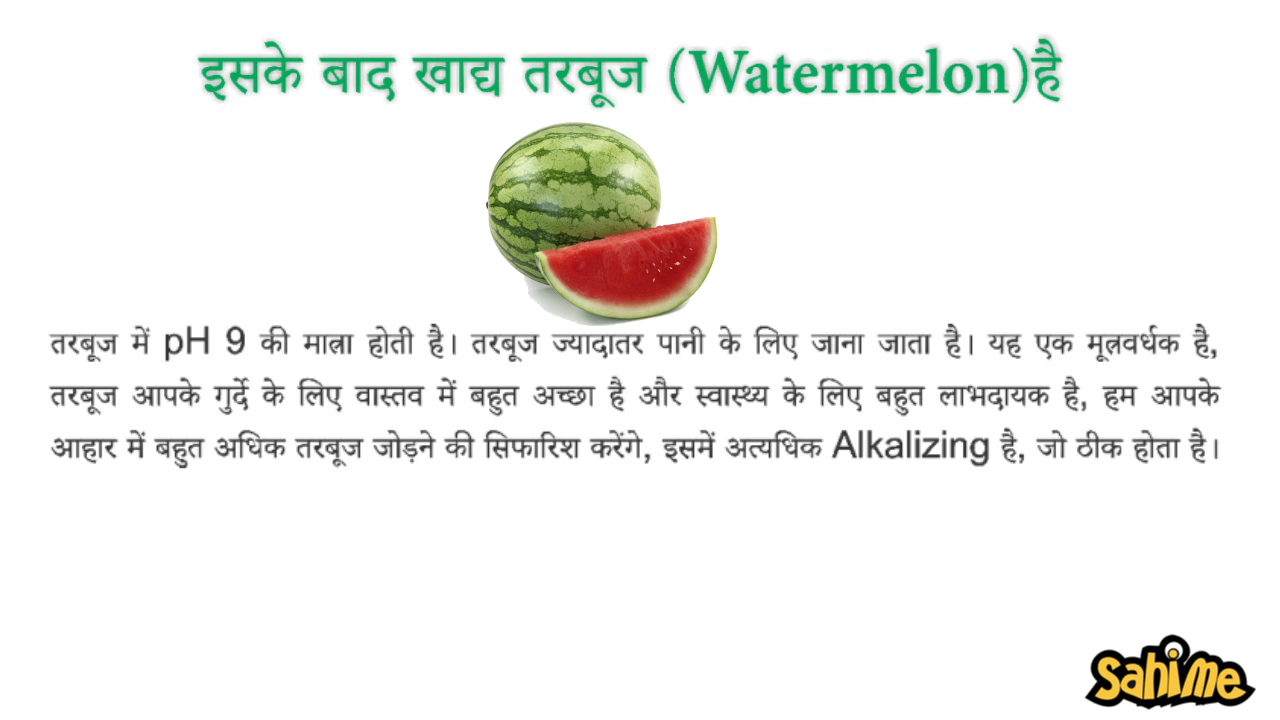 इसके बाद खाद्य तरबूज (Watermelon)है
तरबूज में pH 9 की मात्रा होती है। तरबूज ज्यादातर पानी के लिए जाना जाता है। यह एक मूत्रवर्धक है,
तरबूज आपके गुर्दे के लिए वास्तव में बहुत अच्छा है और स्वास्थ्य के लिए बहुत लाभदायक है, हम आपके
आहार में बहुत अधिक तरबूज जोड़ने की सिफारिश करेंगे, इसमें अत्यधिक Alkalizing है, जो ठीक होता है।
Sahime